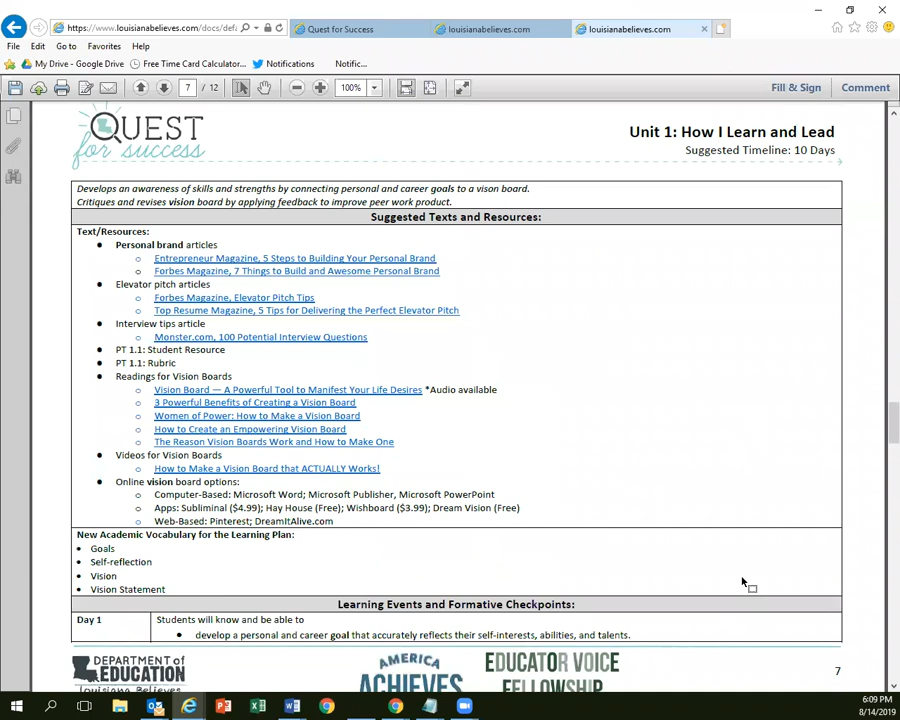 https://www.louisianabelieves.com/docs/defa
Quest for Success
louisianabelieves.com
louisianabelieves.com
File Edit Go to Favorites Help
My Drive - Google Drive Free Time Card Calculator... Notifications Notific...
7 / 12 100% Fill & Sign Comment
QUEST
for success
Unit 1: How I Learn and Lead
Suggested Timeline: 10 Days
Develops an awareness of skills and strengths by connecting personal and career goals to a vison board.
Critiques and revises vision board by applying feedback to improve peer work product.
Suggested Texts and Resources:
Text/Resources:
● Personal brand articles
○ Entrepreneur Magazine, 5 Steps to Building Your Personal Brand
○ Forbes Magazine, 7 Things to Build and Awesome Personal Brand
● Elevator pitch articles
○ Forbes Magazine, Elevator Pitch Tips
○ Top Resume Magazine, 5 Tips for Delivering the Perfect Elevator Pitch
● Interview tips article
○ Monster.com, 100 Potential Interview Questions
● PT 1.1: Student Resource
● PT 1.1: Rubric
● Readings for Vision Boards
○ Vision Board — A Powerful Tool to Manifest Your Life Desires *Audio available
○ 3 Powerful Benefits of Creating a Vision Board
○ Women of Power: How to Make a Vision Board
○ How to Create an Empowering Vision Board
○ The Reason Vision Boards Work and How to Make One
● Videos for Vision Boards
○ How to Make a Vision Board that ACTUALLY Works!
● Online vision board options:
○ Computer-Based: Microsoft Word; Microsoft Publisher, Microsoft PowerPoint
○ Apps: Subliminal ($4.99); Hay House (Free); Wishboard ($3.99); Dream Vision (Free)
○ Web-Based: Pinterest; DreamItAlive.com
New Academic Vocabulary for the Learning Plan:
• Goals
• Self-reflection
• Vision
• Vision Statement
Learning Events and Formative Checkpoints:
Day 1 Students will know and be able to
● develop a personal and career goal that accurately reflects their self-interests, abilities, and talents.
DEPARTMENT of
EDUCATION
Louisiana Believes
AMERICA
ACHIEVES
EDUCATOR VOICE
FELLOWSHIP
7
6:09 PM
8/14/2019